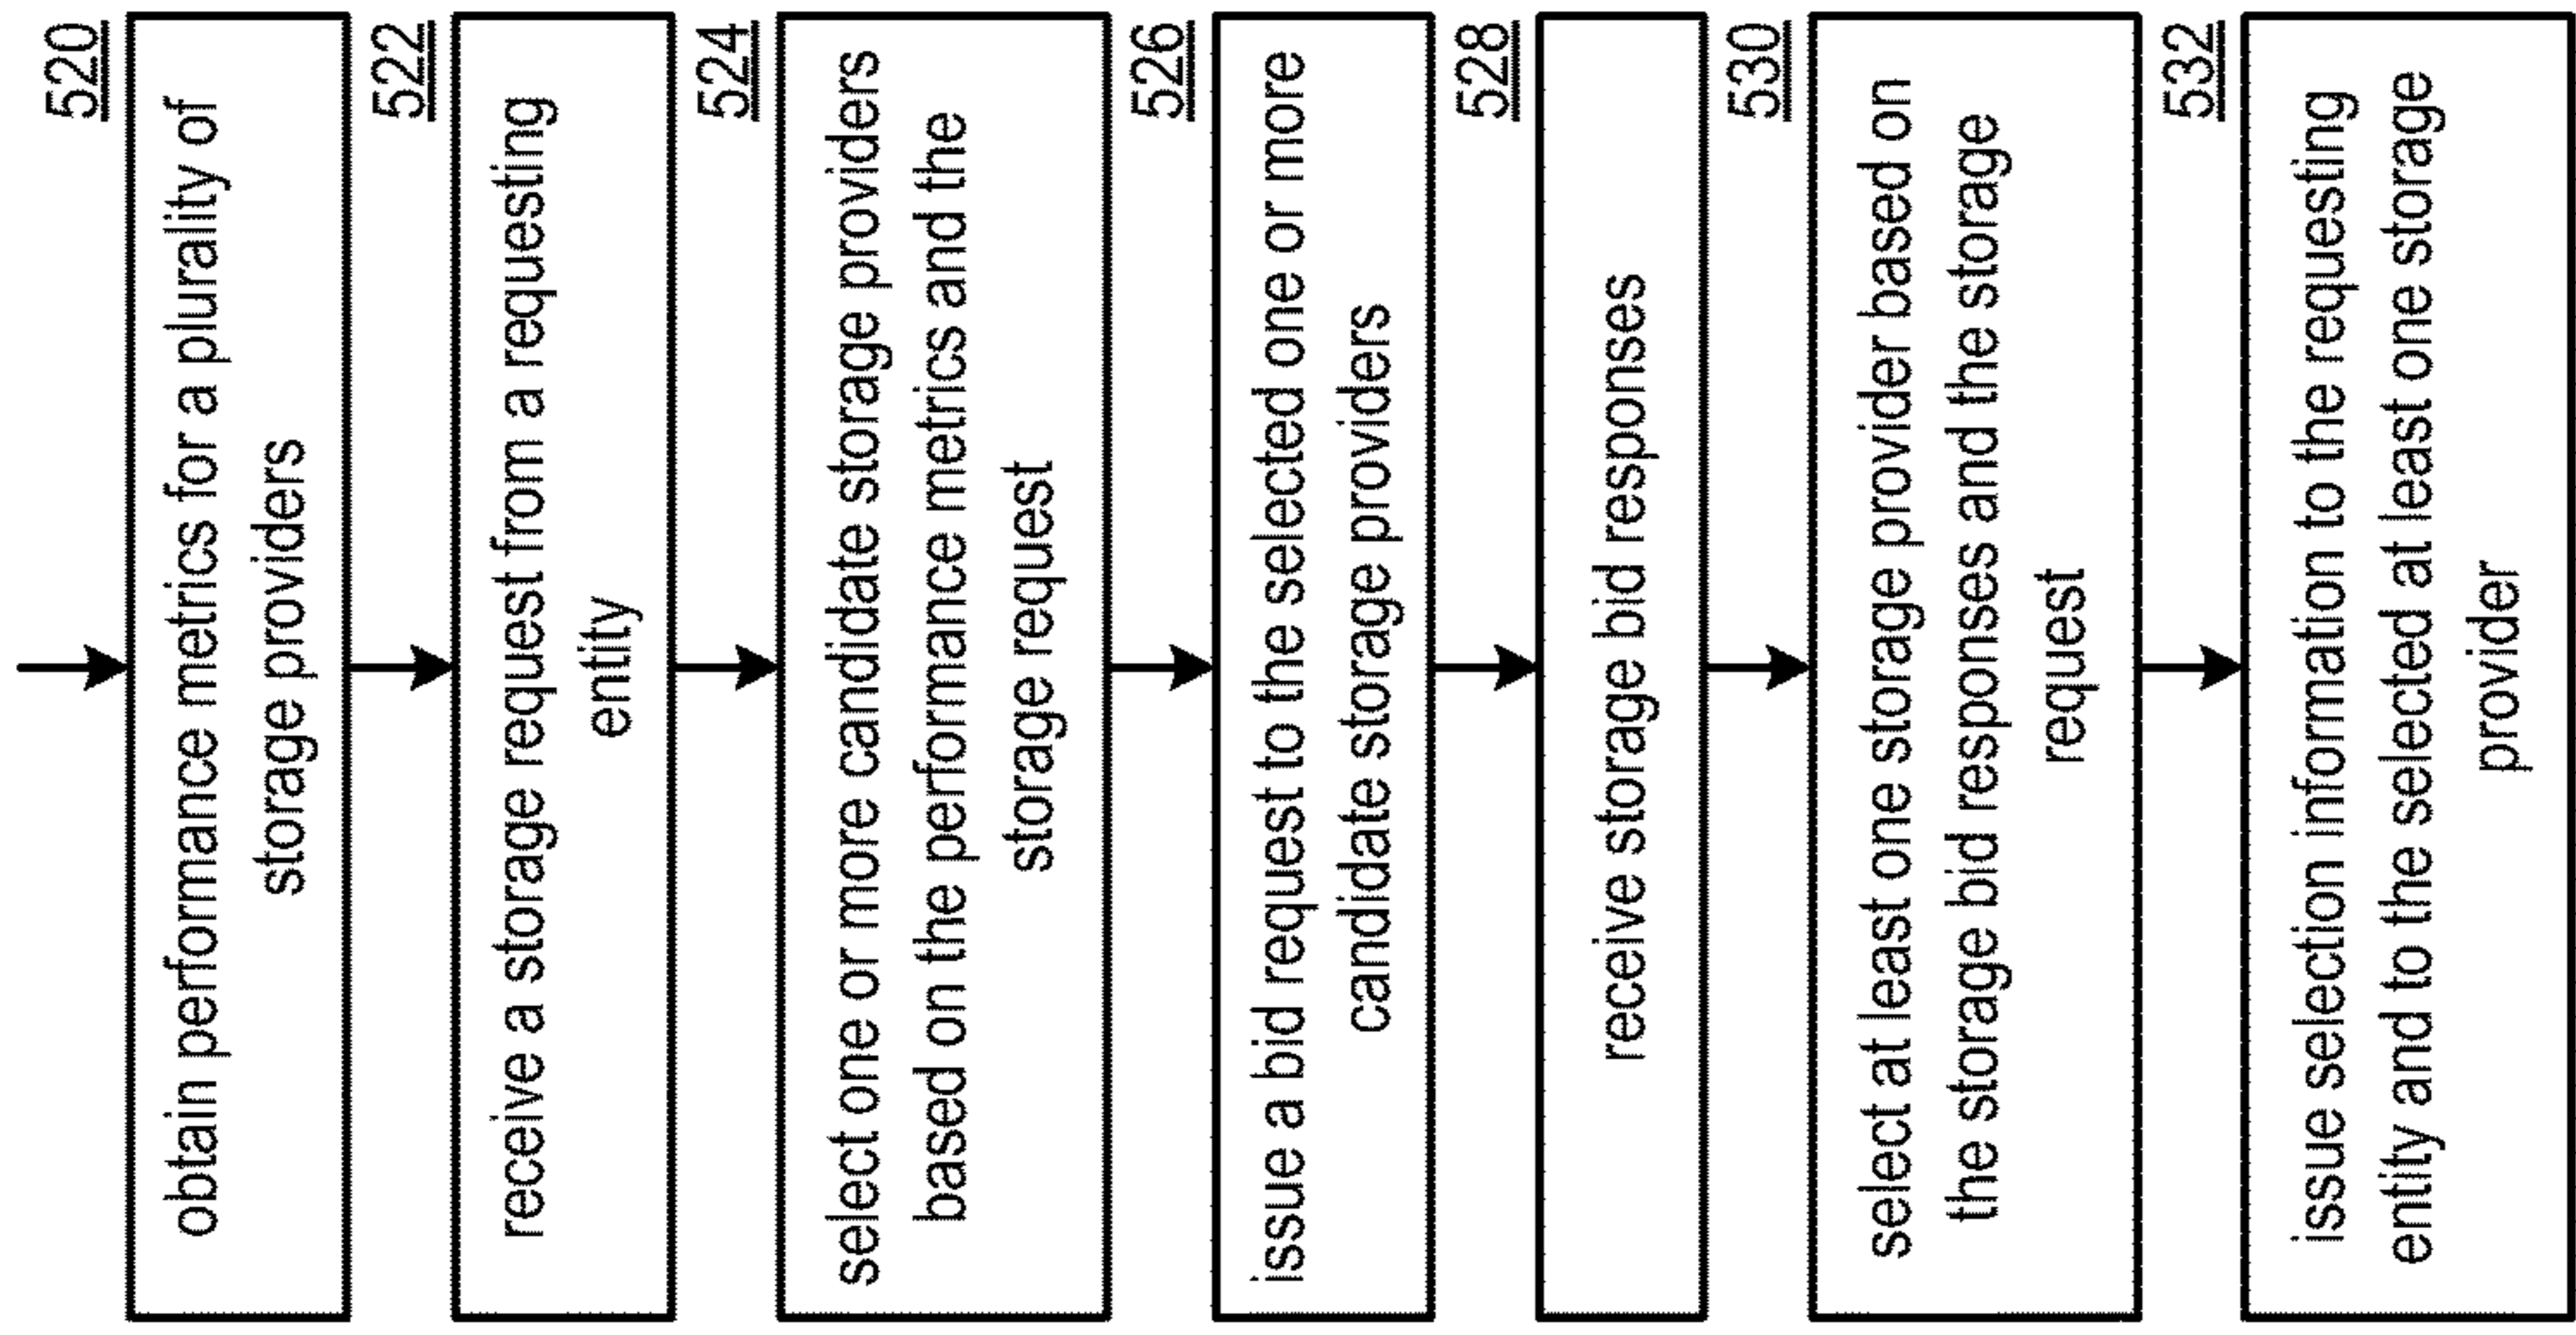 520
obtain performance metrics for a plurality of
storage providers
522
receive a storage request from a requesting
entity
524
select one or more candidate storage providers
based on the performance metrics and the
storage request
526
issue a bid request to the selected one or more
candidate storage providers
528
receive storage bid responses
530
select at least one storage provider based on
the storage bid responses and the storage
request
532
issue selection information to the requesting
entity and to the selected at least one storage
provider